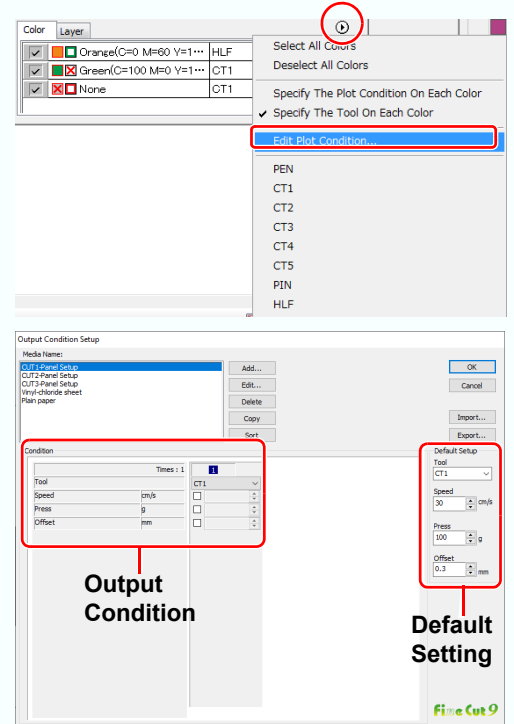 Color Layer
Orange(C=0 M=60 Y=1··· HLF
Green(C=100 M=0 Y=1··· CT1
None CT1
Select All Colors
Deselect All Colors
Specify The Plot Condition On Each Color
Specify The Tool On Each Color
Edit Plot Condition...
PEN
CT1
CT2
CT3
CT4
CT5
PIN
HLF
Output Condition Setup
Media Name:
CUT1-Panel Setup
CUT2-Panel Setup
CUT3-Panel Setup
Vinyl-chloride sheet
Plain paper
Add...
Edit...
Delete
Copy
Sort
OK
Cancel
Import...
Export...
Condition
Times : 1 1
Tool CT1
Speed cm/s
Press g
Offset mm
Default Setup
Tool
CT1
Speed
30 cm/s
Press
100 g
Offset
0.3 mm
Output
Condition
Default
Setting
Fine Cut 9